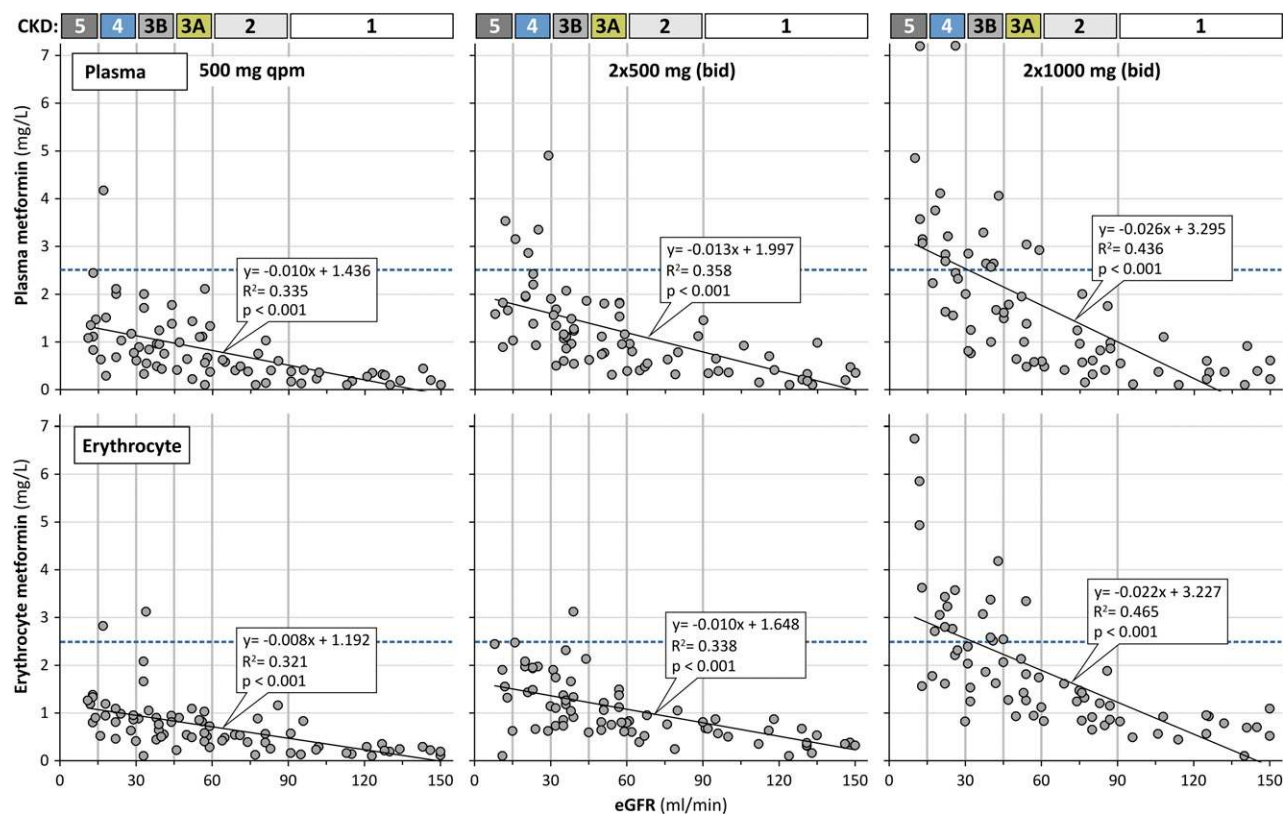 CKD: 5 4 3B 3A 2 1 5 4 3B 3A 2 1 5 4 3B 3A 2 1
Plasma 500 mg qpm 2x500 mg (bid) 2x1000 mg (bid)
Plasma metformin (mg/L)
7
6
5
4
3
2
1
0
y= -0.010x + 1.436
R²= 0.335
p < 0.001
y= -0.013x + 1.997
R²= 0.358
p < 0.001
y= -0.026x + 3.295
R²= 0.436
p < 0.001
Erythrocyte
Erythrocyte metformin (mg/L)
7
6
5
4
3
2
1
0
y= -0.008x + 1.192
R²= 0.321
p < 0.001
y= -0.010x + 1.648
R²= 0.338
p < 0.001
y= -0.022x + 3.227
R²= 0.465
p < 0.001
0 30 60 90 120 150 0 30 60 90 120 150 0 30 60 90 120 150
eGFR (ml/min)